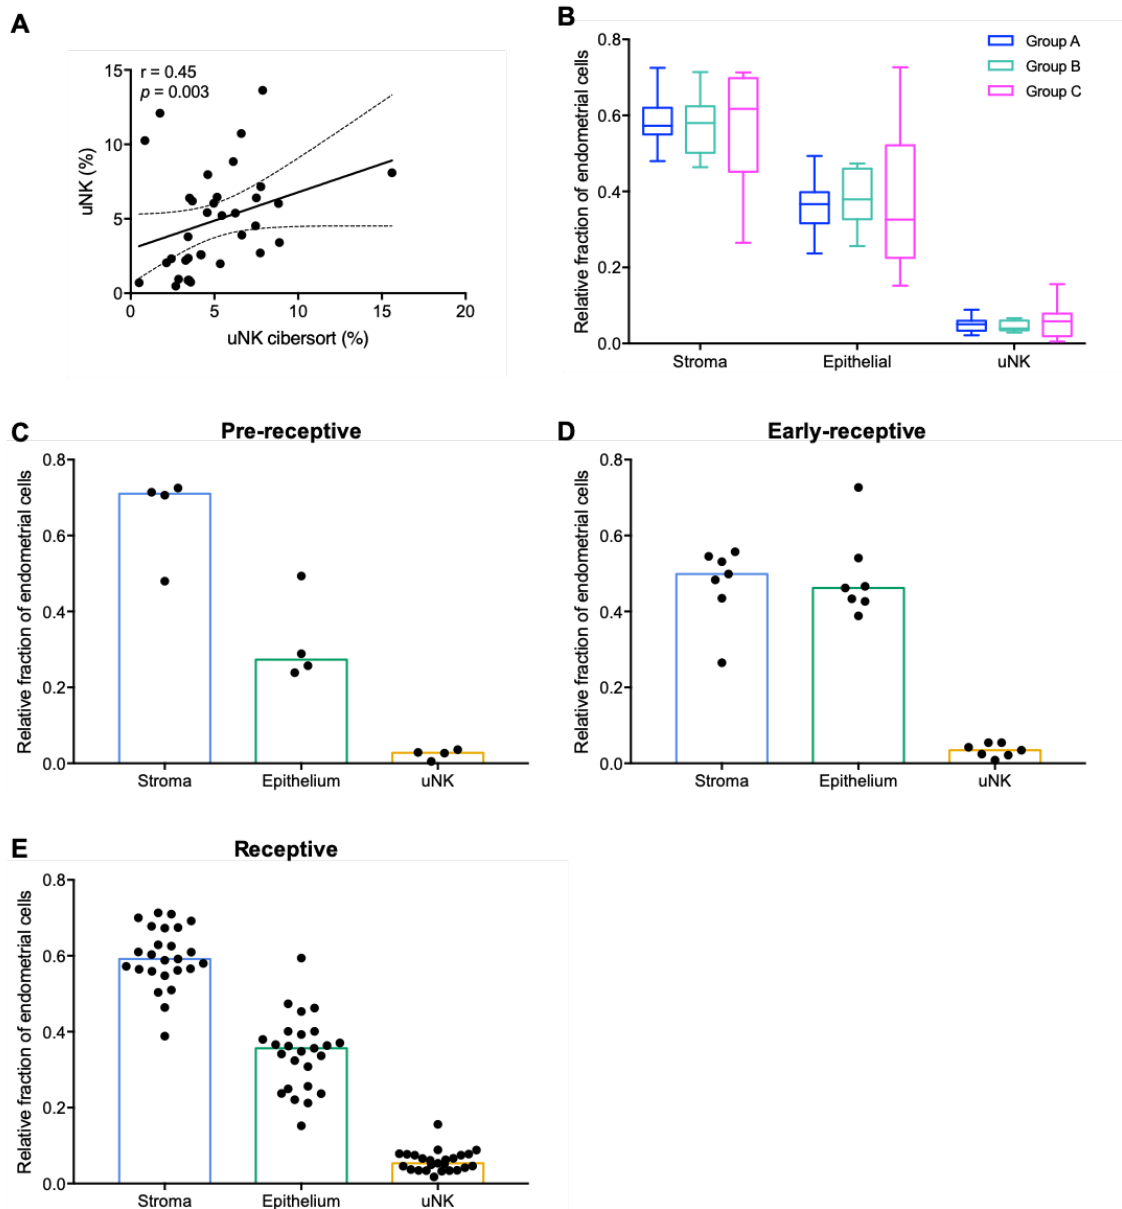 A
15
10
5
0
r = 0.45
p = 0.003
uNK (%)
0 5 10 15 20
uNK cibersort (%)
B
0.8
0.6
0.4
0.2
0.0
Relative fraction of endometrial cells
Group A
Group B
Group C
Stroma Epithelial uNK
C
Pre-receptive
0.8
0.6
0.4
0.2
0.0
Relative fraction of endometrial cells
Stroma Epithelium uNK
D
Early-receptive
0.8
0.6
0.4
0.2
0.0
Relative fraction of endometrial cells
Stroma Epithelium uNK
E
Receptive
0.8
0.6
0.4
0.2
0.0
Relative fraction of endometrial cells
Stroma Epithelium uNK